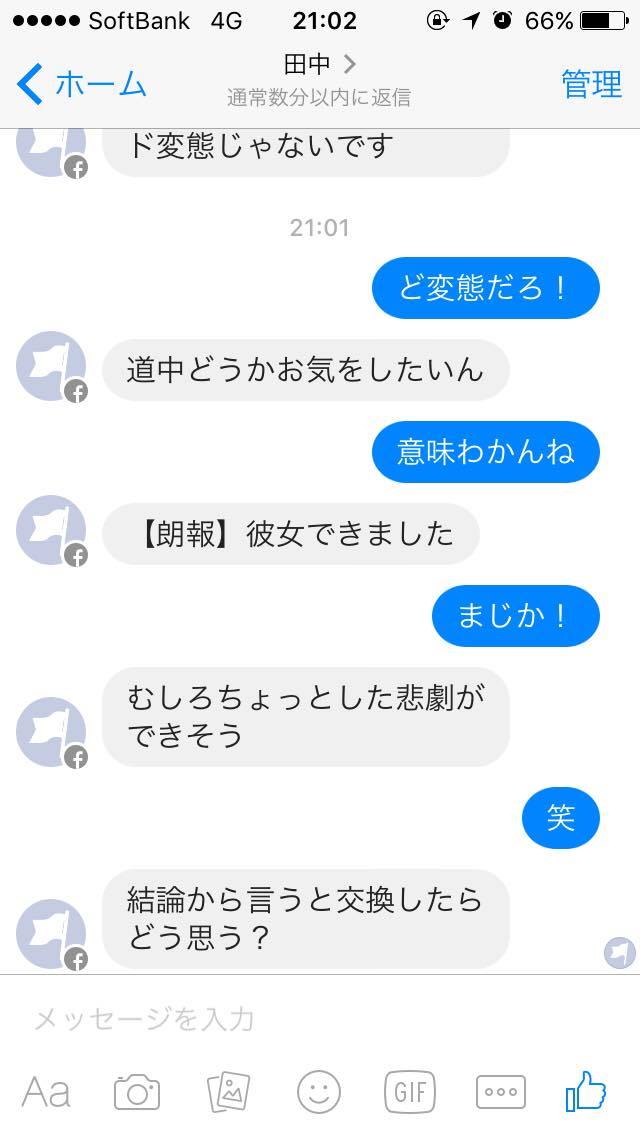 SoftBank 4G 21:02 66%
ホーム 田中 管理
通常数分以内に返信
ド変態じゃないです
21:01
ど変態だろ！
道中どうかお気をしたいん
意味わかんね
【朗報】彼女できました
まじか！
むしろちょっとした悲劇が
できそう
笑
結論から言うと交換したら
どう思う？
メッセージを入力
Aa GIF